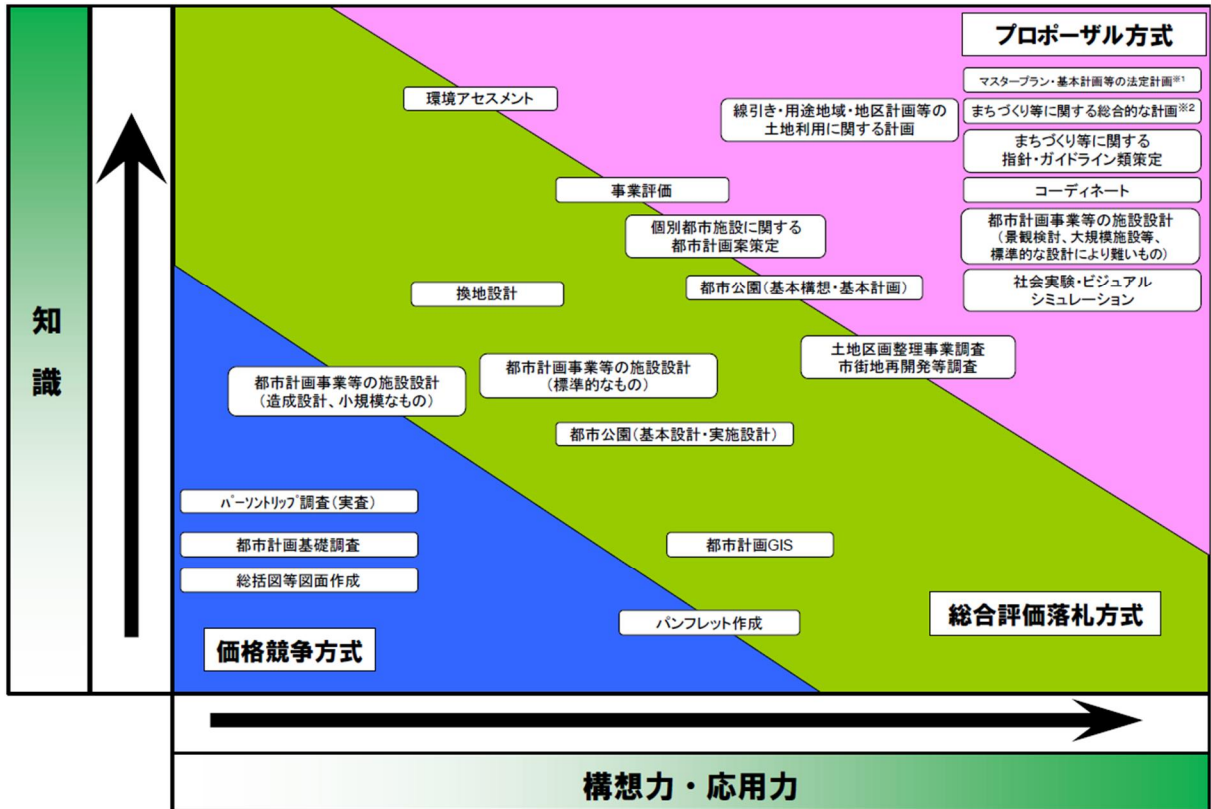 プロポーザル方式
マスタープラン・基本計画等の法定計画※1
まちづくり等に関する総合的な計画※2
まちづくり等に関する
指針・ガイドライン類策定
コーディネート
都市計画事業等の施設設計
(景観検討、大規模施設等、
標準的な設計により難いもの)
社会実験・ビジュアル
シミュレーション
環境アセスメント
線引き・用途地域・地区計画等の
土地利用に関する計画
事業評価
個別都市施設に関する
都市計画案策定
換地設計
都市公園(基本構想・基本計画)
土地区画整理事業調査
市街地再開発等調査
都市計画事業等の施設設計
(標準的なもの)
都市計画事業等の施設設計
(造成設計、小規模なもの)
都市公園(基本設計・実施設計)
パーソントリップ調査(実査)
都市計画基礎調査
都市計画GIS
総括図等図面作成
パンフレット作成
総合評価落札方式
価格競争方式
知識
構想力・応用力